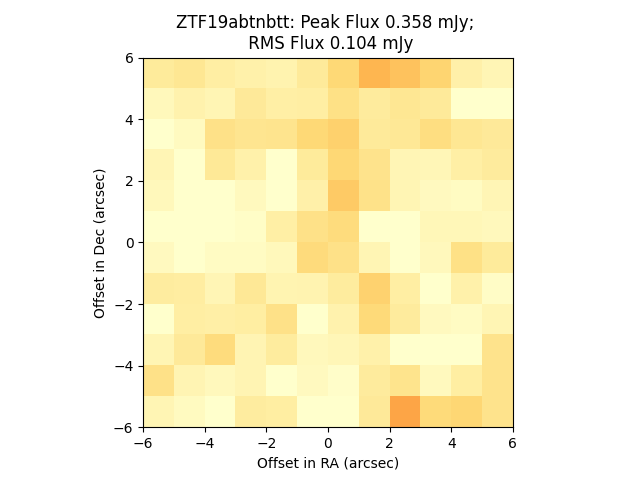 ZTF19abtnbtt: Peak Flux 0.358 mJy;
RMS Flux 0.104 mJy
6
4
2
0
−2
−4
−6
Offset in Dec (arcsec)
−6 −4 −2 0 2 4 6
Offset in RA (arcsec)